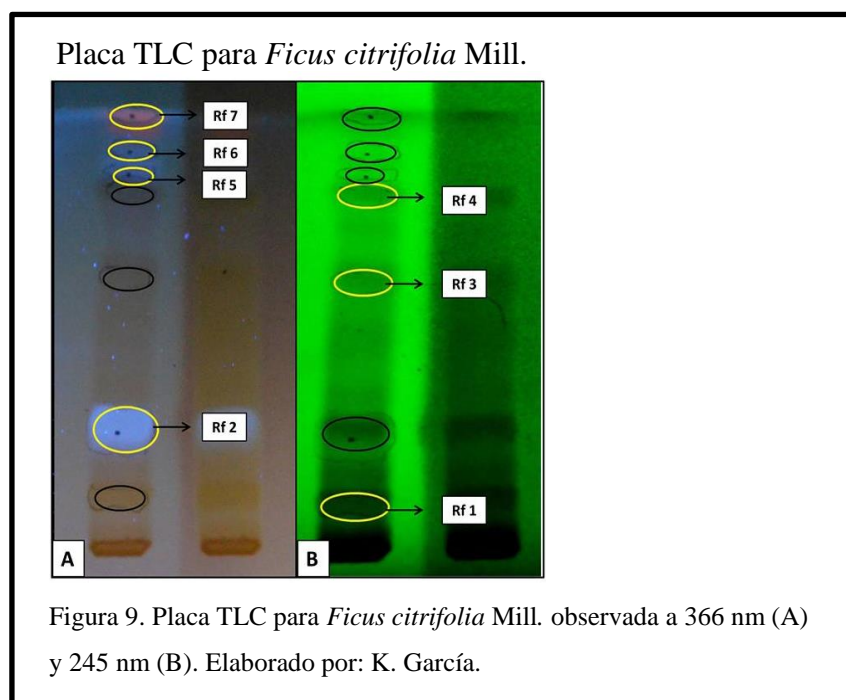 Placa TLC para Ficus citrifolia Mill.
Rf 7
Rf 6
Rf 5
Rf 4
Rf 3
Rf 2
Rf 1
A
B
Figura 9. Placa TLC para Ficus citrifolia Mill. observada a 366 nm (A)
y 245 nm (B). Elaborado por: K. García.